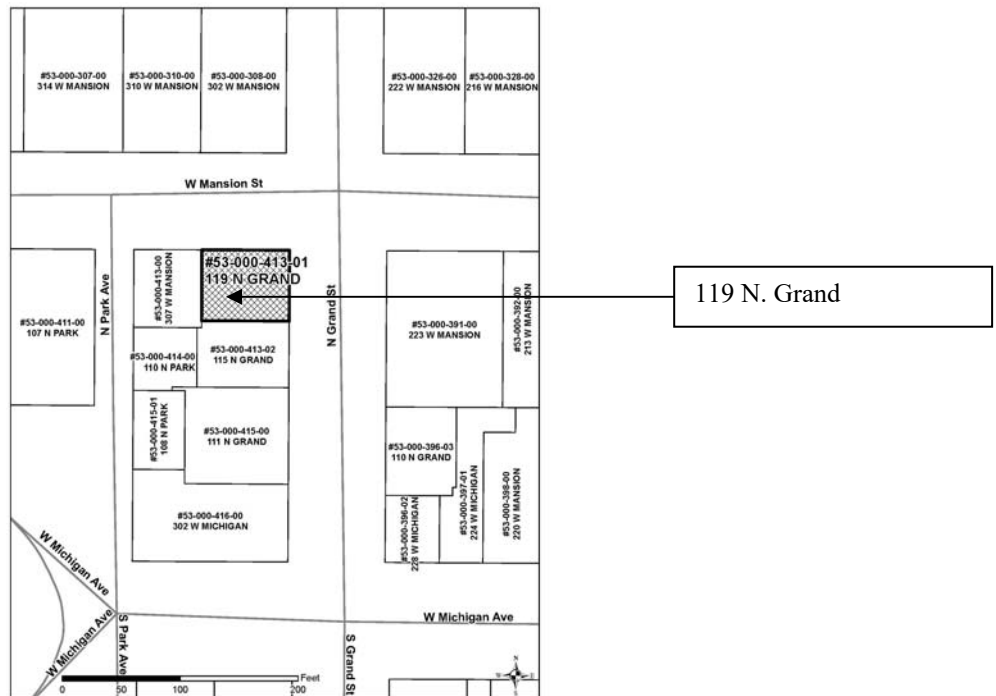 #53-000-307-00
314 W MANSION
#53-000-310-00
310 W MANSION
#53-000-308-00
302 W MANSION
#53-000-326-00
222 W MANSION
#53-000-328-00
216 W MANSION
W Mansion St
N Park Ave
N Grand St
#53-000-411-00
107 N PARK
#53-000-413-00
307 W MANSION
#53-000-413-01
119 N GRAND
119 N. Grand
#53-000-414-00
110 N PARK
#53-000-413-02
115 N GRAND
#53-000-415-01
108 N PARK
#53-000-415-00
111 N GRAND
#53-000-416-00
302 W MICHIGAN
#53-000-391-00
223 W MANSION
#53-000-392-00
213 W MANSION
#53-000-396-03
110 N GRAND
#53-000-396-02
228 W MICHIGAN
#53-000-397-01
224 W MICHIGAN
#53-000-398-00
220 W MANSION
W Michigan Ave
W Michigan Ave
W Michigan Ave
S Park Ave
S Grand St
Feet
0 50 100 200
N
W E
S